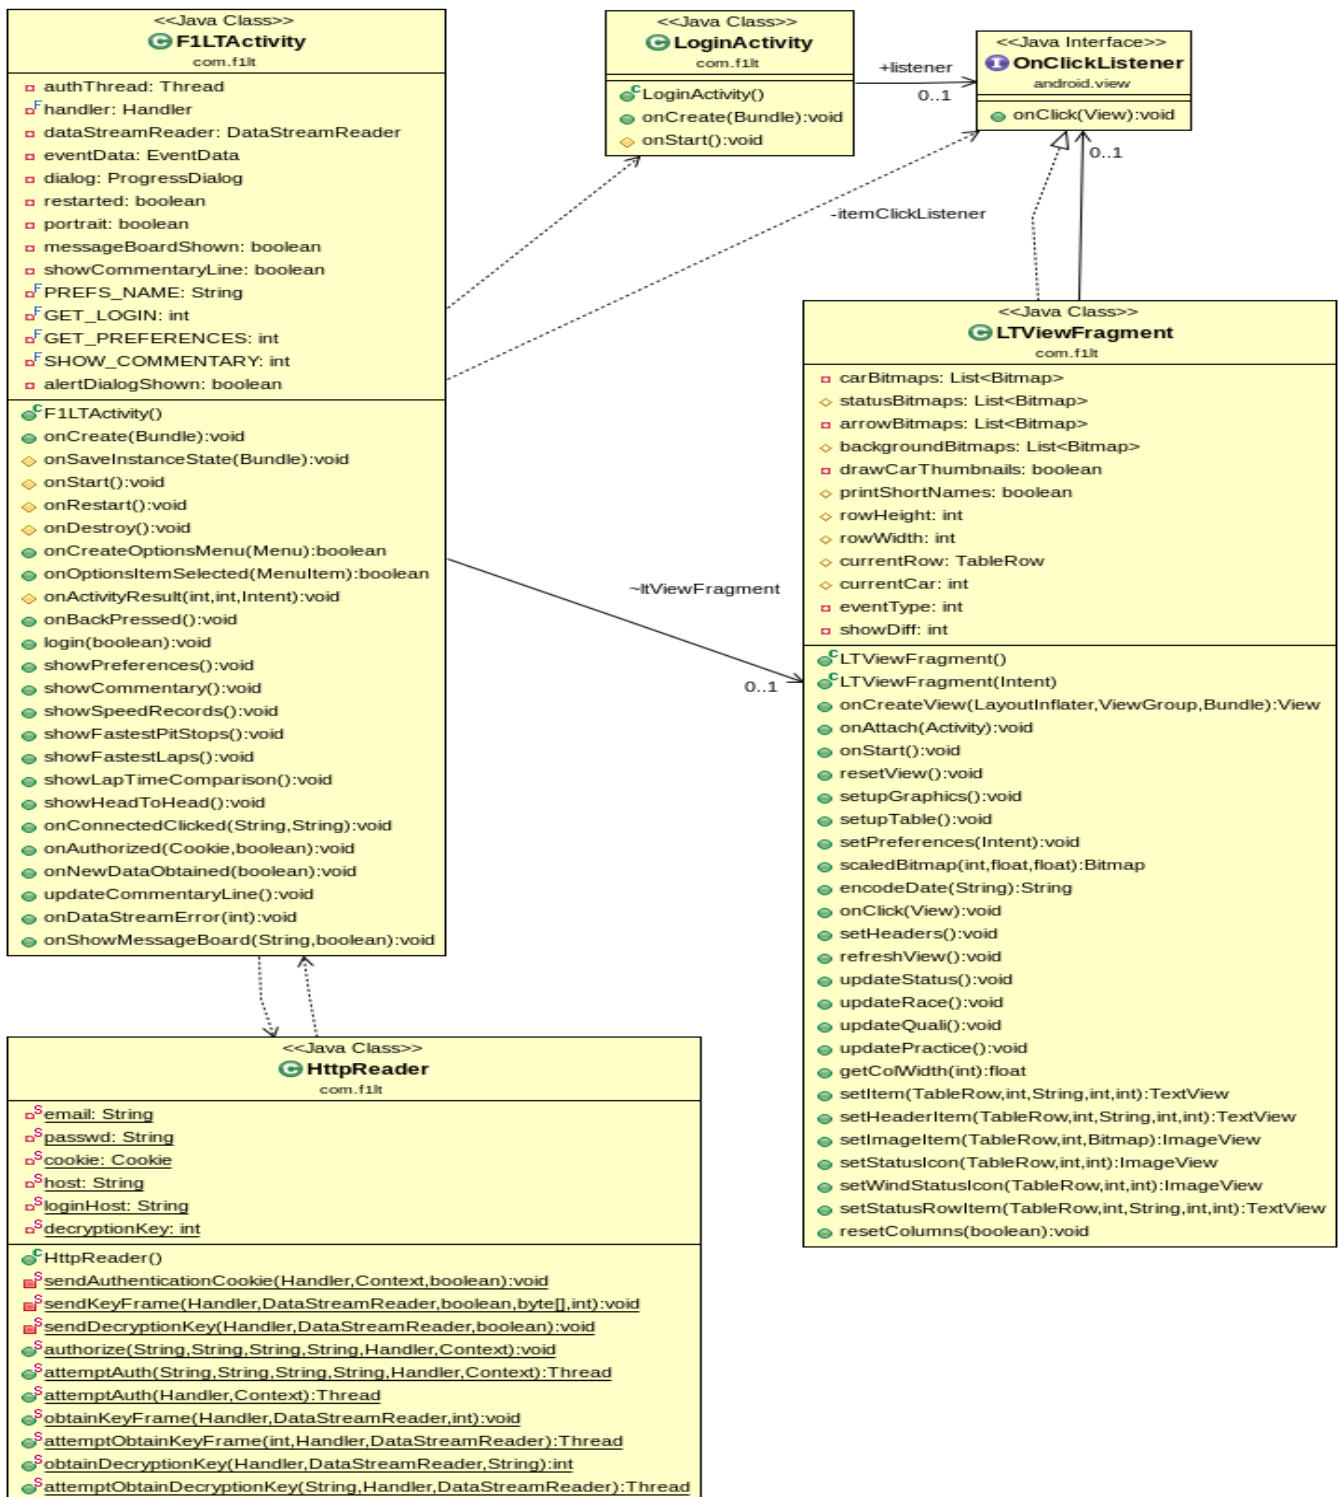 <<Java Class>>
F1LTActivity
com.f1lt
authThread: Thread
handler: Handler
dataStreamReader: DataStreamReader
eventData: EventData
dialog: ProgressDialog
restarted: boolean
portrait: boolean
messageBoardShown: boolean
showCommentaryLine: boolean
PREFS_NAME: String
GET_LOGIN: int
GET_PREFERENCES: int
SHOW_COMMENTARY: int
alertDialogShown: boolean
F1LTActivity()
onCreate(Bundle):void
onSaveInstanceState(Bundle):void
onStart():void
onRestart():void
onDestroy():void
onCreateOptionsMenu(Menu):boolean
onOptionsItemSelected(MenuItem):boolean
onActivityResult(int,int,Intent):void
onBackPressed():void
login(boolean):void
showPreferences():void
showCommentary():void
showSpeedRecords():void
showFastestPitStops():void
showFastestLaps():void
showLapTimeComparison():void
showHeadToHead():void
onConnectedClicked(String,String):void
onAuthorized(Cookie,boolean):void
onNewDataObtained(boolean):void
updateCommentaryLine():void
onDataStreamError(int):void
onShowMessageBoard(String,boolean):void
<<Java Class>>
LoginActivity
com.f1lt
LoginActivity()
onCreate(Bundle):void
onStart():void
+listener
0..1
<<Java Interface>>
OnClickListener
android.view
onClick(View):void
0..1
-itemClickListener
~ltViewFragment
0..1
<<Java Class>>
LTViewFragment
com.f1lt
carBitmaps: List<Bitmap>
statusBitmaps: List<Bitmap>
arrowBitmaps: List<Bitmap>
backgroundBitmaps: List<Bitmap>
drawCarThumbnails: boolean
printShortNames: boolean
rowHeight: int
rowWidth: int
currentRow: TableRow
currentCar: int
eventType: int
showDiff: int
LTViewFragment()
LTViewFragment(Intent)
onCreateView(LayoutInflater,ViewGroup,Bundle):View
onAttach(Activity):void
onStart():void
resetView():void
setupGraphics():void
setupTable():void
setPreferences(Intent):void
scaledBitmap(int,float,float):Bitmap
encodeDate(String):String
onClick(View):void
setHeaders():void
refreshView():void
updateStatus():void
updateRace():void
updateQuali():void
updatePractice():void
getColWidth(int):float
setItem(TableRow,int,String,int,int):TextView
setHeaderItem(TableRow,int,String,int,int):TextView
setImageItem(TableRow,int,Bitmap):ImageView
setStatusIcon(TableRow,int,int):ImageView
setWindStatusIcon(TableRow,int,int):ImageView
setStatusRowItem(TableRow,int,String,int,int):TextView
resetColumns(boolean):void
<<Java Class>>
HttpReader
com.f1lt
email: String
passwd: String
cookie: Cookie
host: String
loginHost: String
decryptionKey: int
HttpReader()
sendAuthenticationCookie(Handler,Context,boolean):void
sendKeyFrame(Handler,DataStreamReader,boolean,byte[],int):void
sendDecryptionKey(Handler,DataStreamReader,boolean):void
authorize(String,String,String,String,Handler,Context):void
attemptAuth(String,String,String,String,Handler,Context):Thread
attemptAuth(Handler,Context):Thread
obtainKeyFrame(Handler,DataStreamReader,int):void
attemptObtainKeyFrame(int,Handler,DataStreamReader):Thread
obtainDecryptionKey(Handler,DataStreamReader,String):int
attemptObtainDecryptionKey(String,Handler,DataStreamReader):Thread